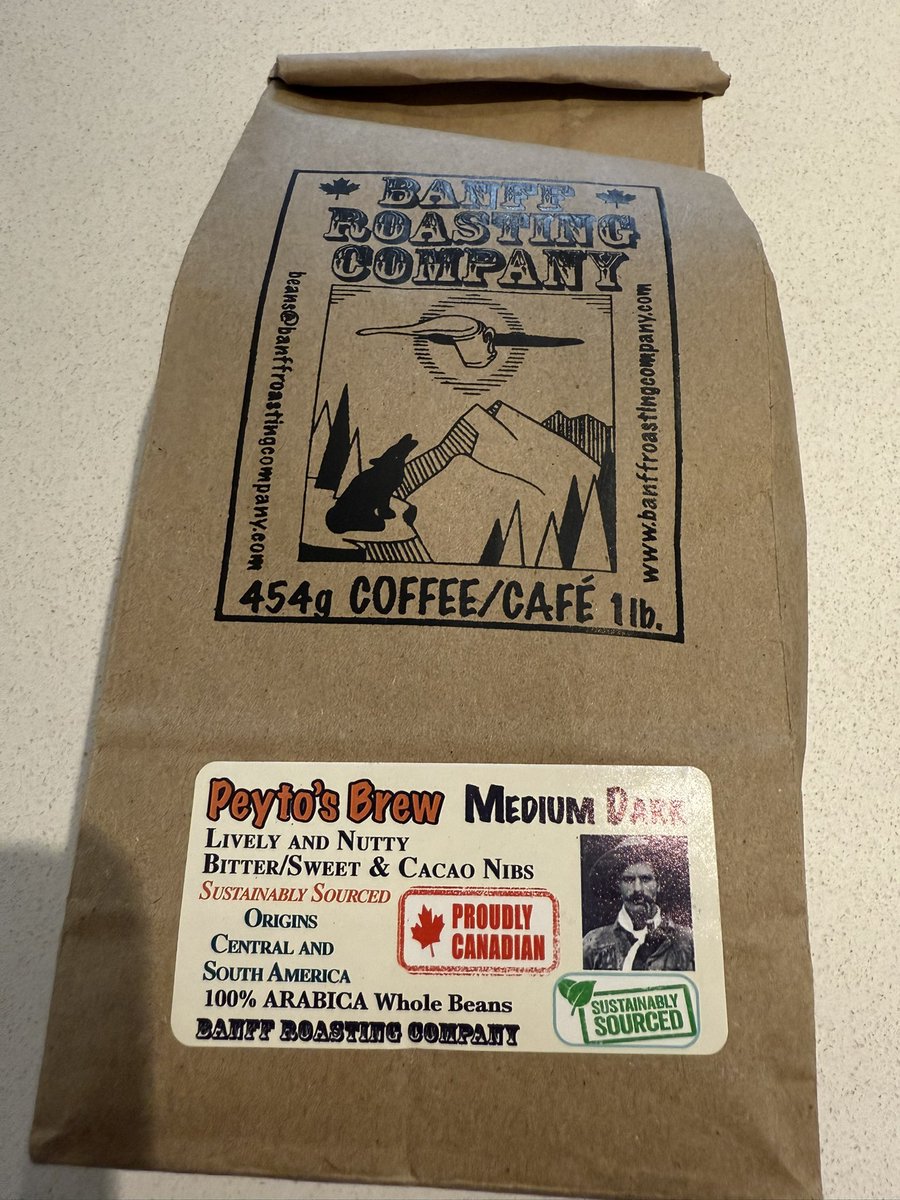 BANFF
ROASTING
COMPANY
beans@banffroastingcompany.com
www.banffroastingcompany.com
454g COFFEE/CAFÉ 1 lb.
Peyto's Brew MEDIUM DARK
LIVELY AND NUTTY
BITTER/SWEET & CACAO NIBS
SUSTAINABLY SOURCED
ORIGINS
CENTRAL AND
SOUTH AMERICA
PROUDLY
CANADIAN
100% ARABICA Whole Beans
BANFF ROASTING COMPANY
SUSTAINABLY
SOURCED